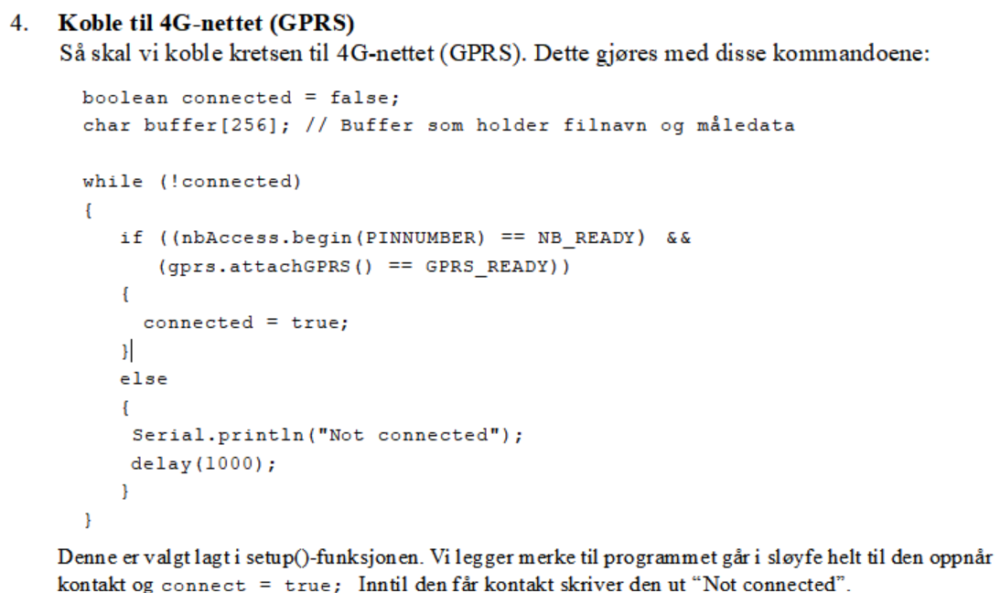 4. Koble til 4G-nettet (GPRS)
Så skal vi koble kretsen til 4G-nettet (GPRS). Dette gjøres med disse kommandoene:
boolean connected = false;
char buffer[256]; // Buffer som holder filnavn og måledata
while (!connected)
{
if ((nbAccess.begin(PINNUMBER) == NB_READY) &&
(gprs.attachGPRS() == GPRS_READY))
{
connected = true;
}
else
{
Serial.println("Not connected");
delay(1000);
}
}
Denne er valgt lagt i setup()-funksjonen. Vi legger merke til programmet går i sløyfe helt til den oppnår
kontakt og connect = true; Inntil den får kontakt skriver den ut “Not connected”.